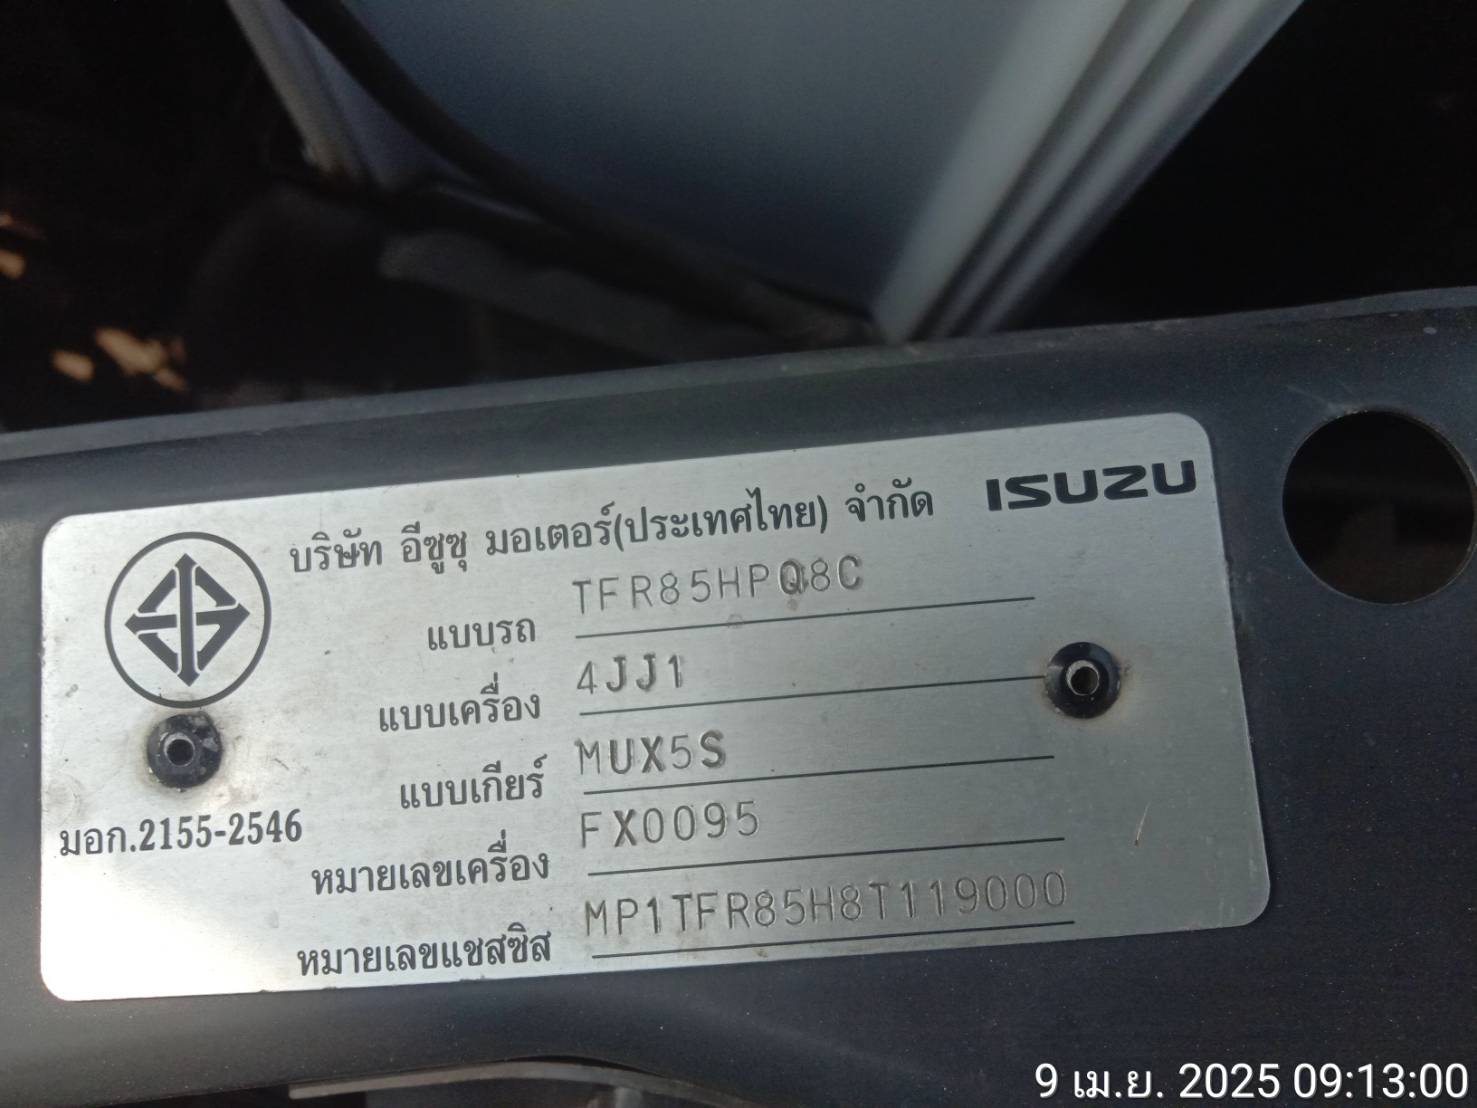 บริษัท อีซูซุ มอเตอร์(ประเทศไทย) จำกัด ISUZU
แบบรถ TFR85HPQ8C
แบบเครื่อง 4JJ1
แบบเกียร์ MUX5S
มอก.2155-2546
หมายเลขเครื่อง FX0095
หมายเลขแชสซิส MP1TFR85H8T119000
9 เม.ย. 2025 09:13:00